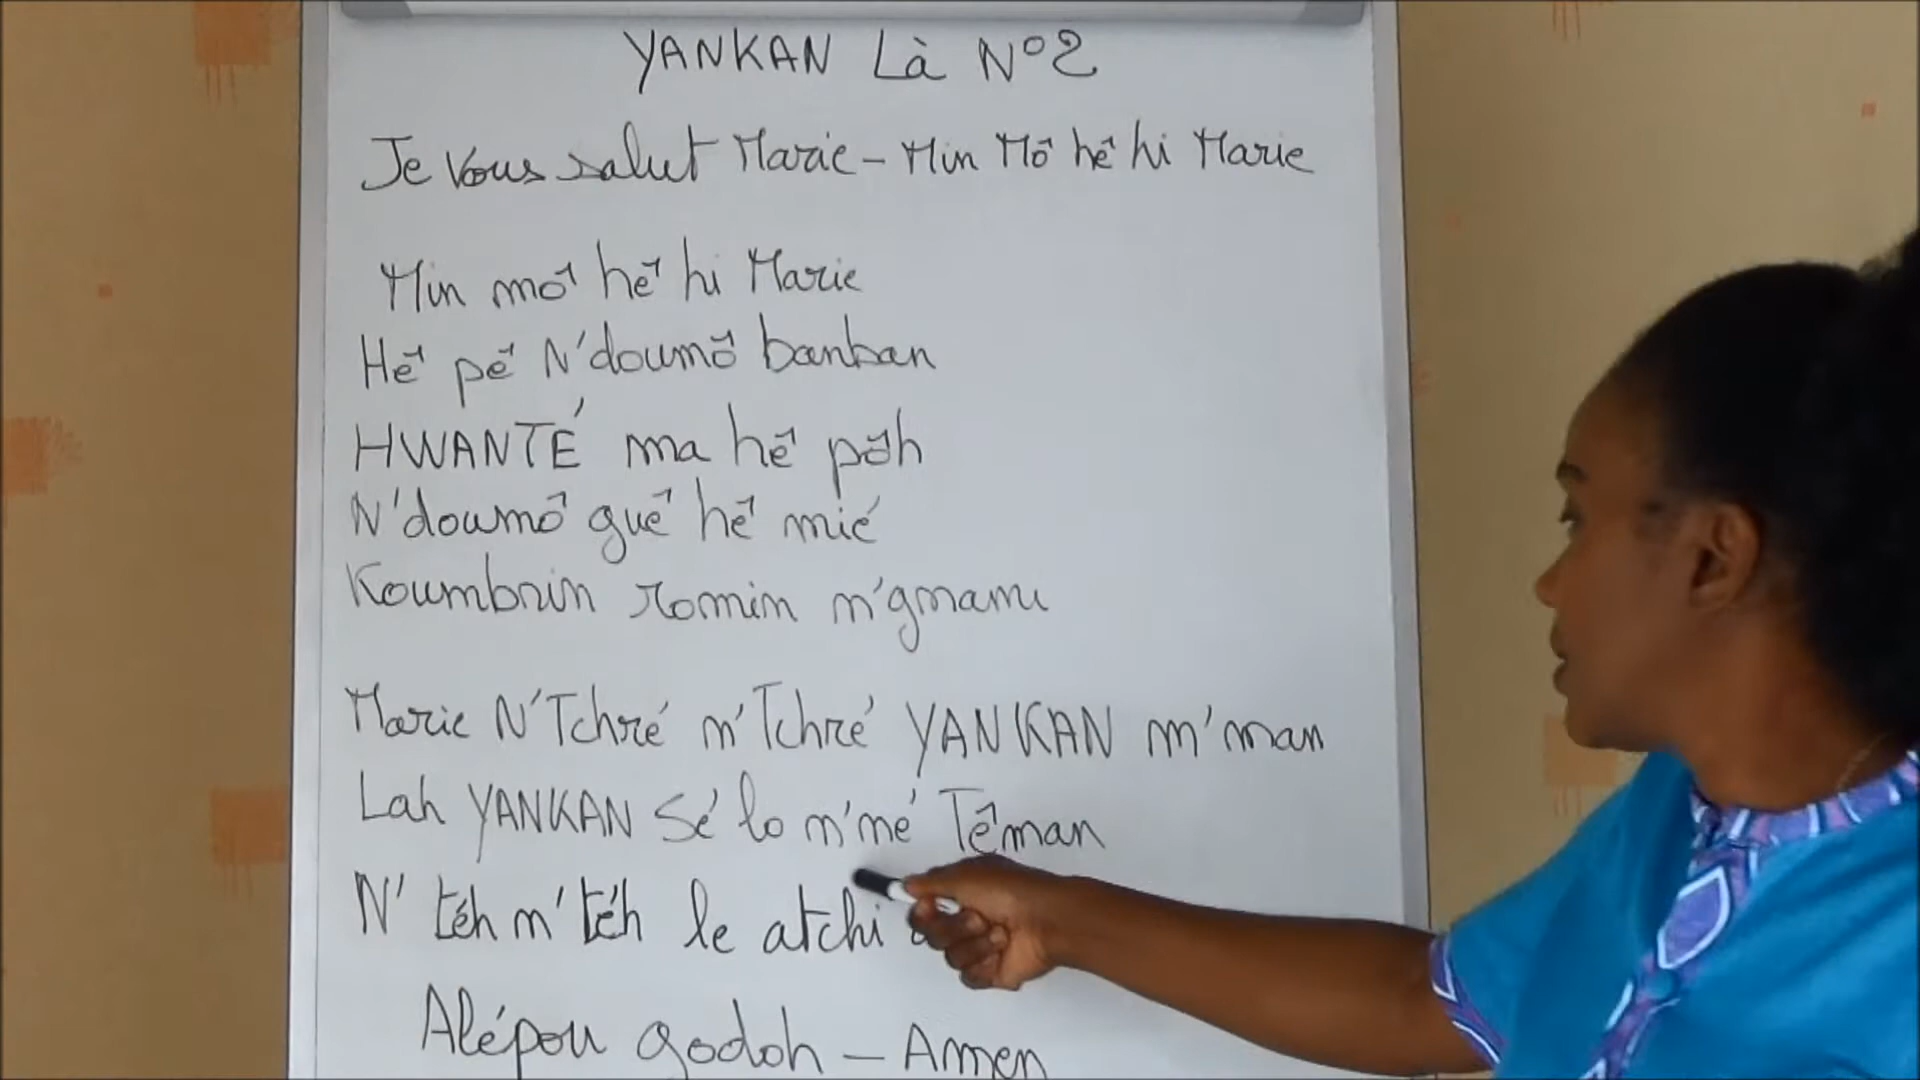 YANKAN Là N°2
Je Vous salut Marie - Min Mô hê hi Marie
Min mô hê hi Marie
Hê pê N'doumô banban
HWANTÉ ma hê pôh
N'doumô guê hê mié
Koumbnin romin m'gnamu
Marie N'Tchré m'Tchré YANKAN m'man
Lah YANKAN Sé lo m'mé Têman
N' téh m' téh le atchi
Alépou godoh - Amen